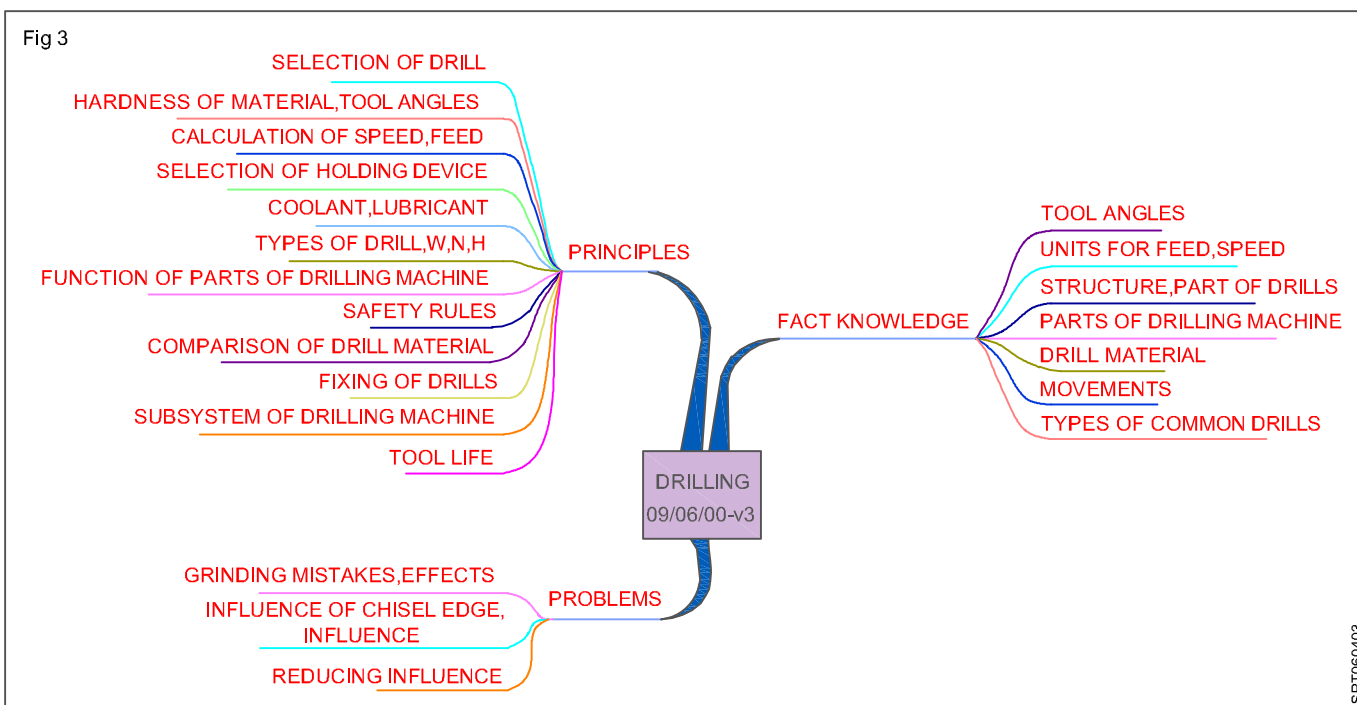 Fig 3
SELECTION OF DRILL
HARDNESS OF MATERIAL,TOOL ANGLES
CALCULATION OF SPEED,FEED
SELECTION OF HOLDING DEVICE
COOLANT,LUBRICANT
TYPES OF DRILL,W,N,H
FUNCTION OF PARTS OF DRILLING MACHINE
SAFETY RULES
COMPARISON OF DRILL MATERIAL
FIXING OF DRILLS
SUBSYSTEM OF DRILLING MACHINE
TOOL LIFE
PRINCIPLES
FACT KNOWLEDGE
TOOL ANGLES
UNITS FOR FEED,SPEED
STRUCTURE,PART OF DRILLS
PARTS OF DRILLING MACHINE
DRILL MATERIAL
MOVEMENTS
TYPES OF COMMON DRILLS
DRILLING
09/06/00-v3
GRINDING MISTAKES,EFFECTS
INFLUENCE OF CHISEL EDGE,
INFLUENCE
REDUCING INFLUENCE
PROBLEMS